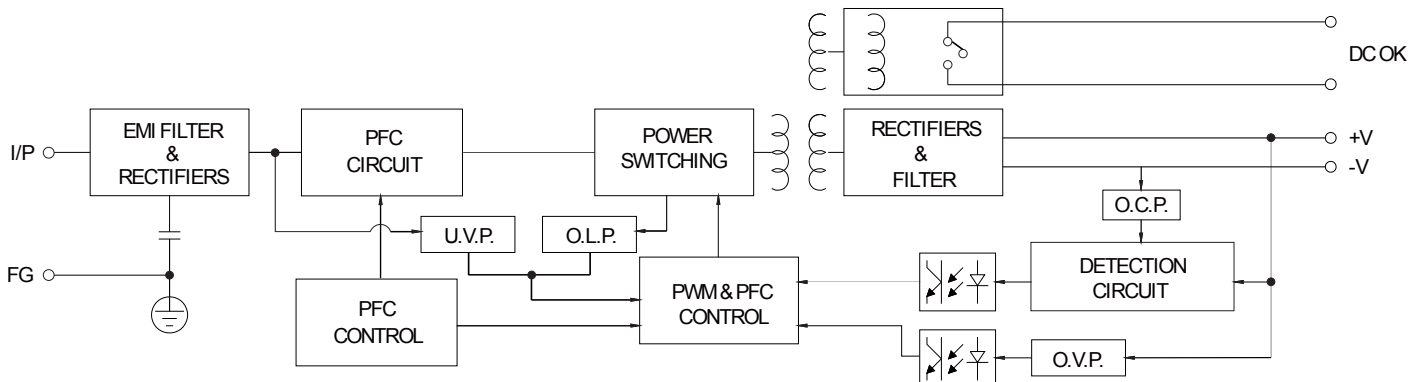 DC OK
EMI FILTER
&
RECTIFIERS
PFC
CIRCUIT
POWER
SWITCHING
RECTIFIERS
&
FILTER
I/P
+V
-V
O.C.P.
U.V.P.
O.L.P.
FG
PFC
CONTROL
PWM & PFC
CONTROL
DETECTION
CIRCUIT
O.V.P.